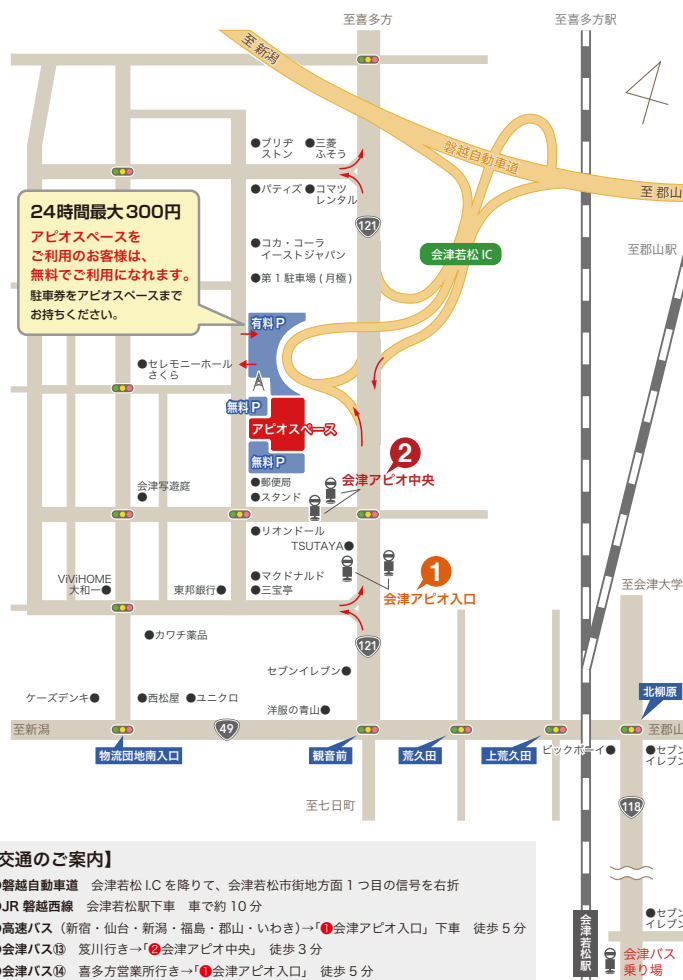 至喜多方
至喜多方駅
至新潟
磐越自動車道
至郡山
●ブリヂ
ストン
●三菱
ふそう
●パティズ
●コマツ
レンタル
121
24時間最大300円
アピオスペースを
ご利用のお客様は、
無料でご利用になれます。
駐車券をアピオスペースまで
お持ちください。
●コカ・コーラ
イーストジャパン
会津若松 IC
至郡山駅
●第1駐車場(月極)
有料P
●セレモニーホール
さくら
無料P
アピオスペース
無料P
2
会津アピオ中央
●郵便局
●スタンド
会津写遊庭
●
●リオンドール
TSUTAYA●
1
会津アピオ入口
ViViHOME
大和一●
東邦銀行●
●マクドナルド
●三宝亭
至会津大学
●カワチ薬品
121
セブンイレブン●
ケーズデンキ●
●西松屋
●ユニクロ
洋服の青山●
北柳原
至新潟
49
至郡山
物流団地南入口
観音前
荒久田
上荒久田
ビックボーイ●
●セブン
イレブン
至七日町
118
交通のご案内】
●磐越自動車道 会津若松 I.C を降りて、会津若松市街地方面1つ目の信号を右折
●JR 磐越西線 会津若松駅下車 車で約10分
●高速バス（新宿・仙台・新潟・福島・郡山・いわき）→「❶会津アピオ入口」下車 徒歩5分
●会津バス⑬ 笈川行き→「❷会津アピオ中央」 徒歩3分
●会津バス⑭ 喜多方営業所行き→「❶会津アピオ入口」 徒歩5分
会津若松駅
●セブン
イレブン
会津バス
乗り場